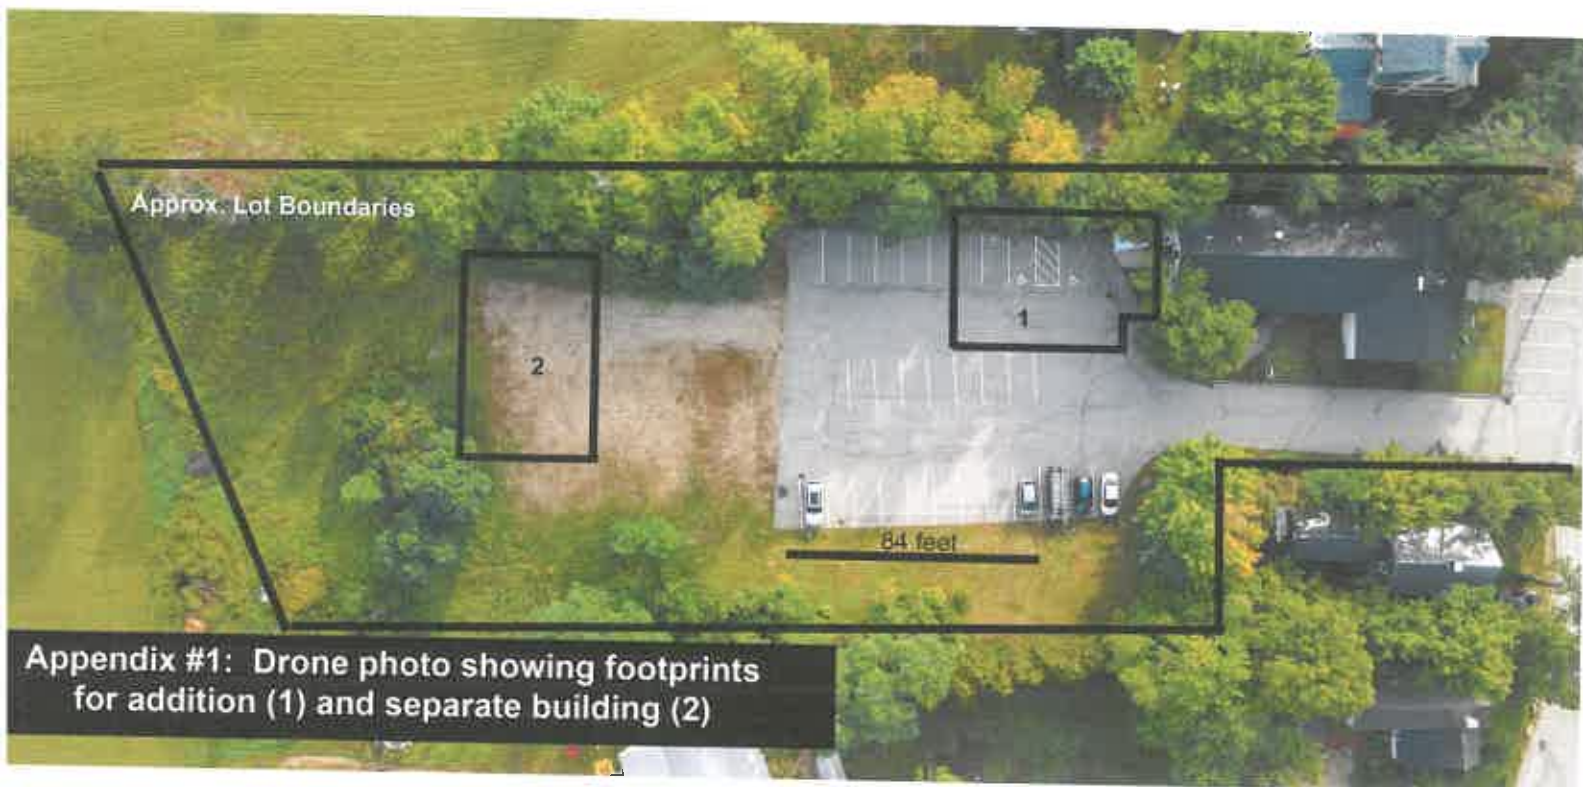 Approx. Lot Boundaries
1
2
84 feet
Appendix #1: Drone photo showing footprints
for addition (1) and separate building (2)